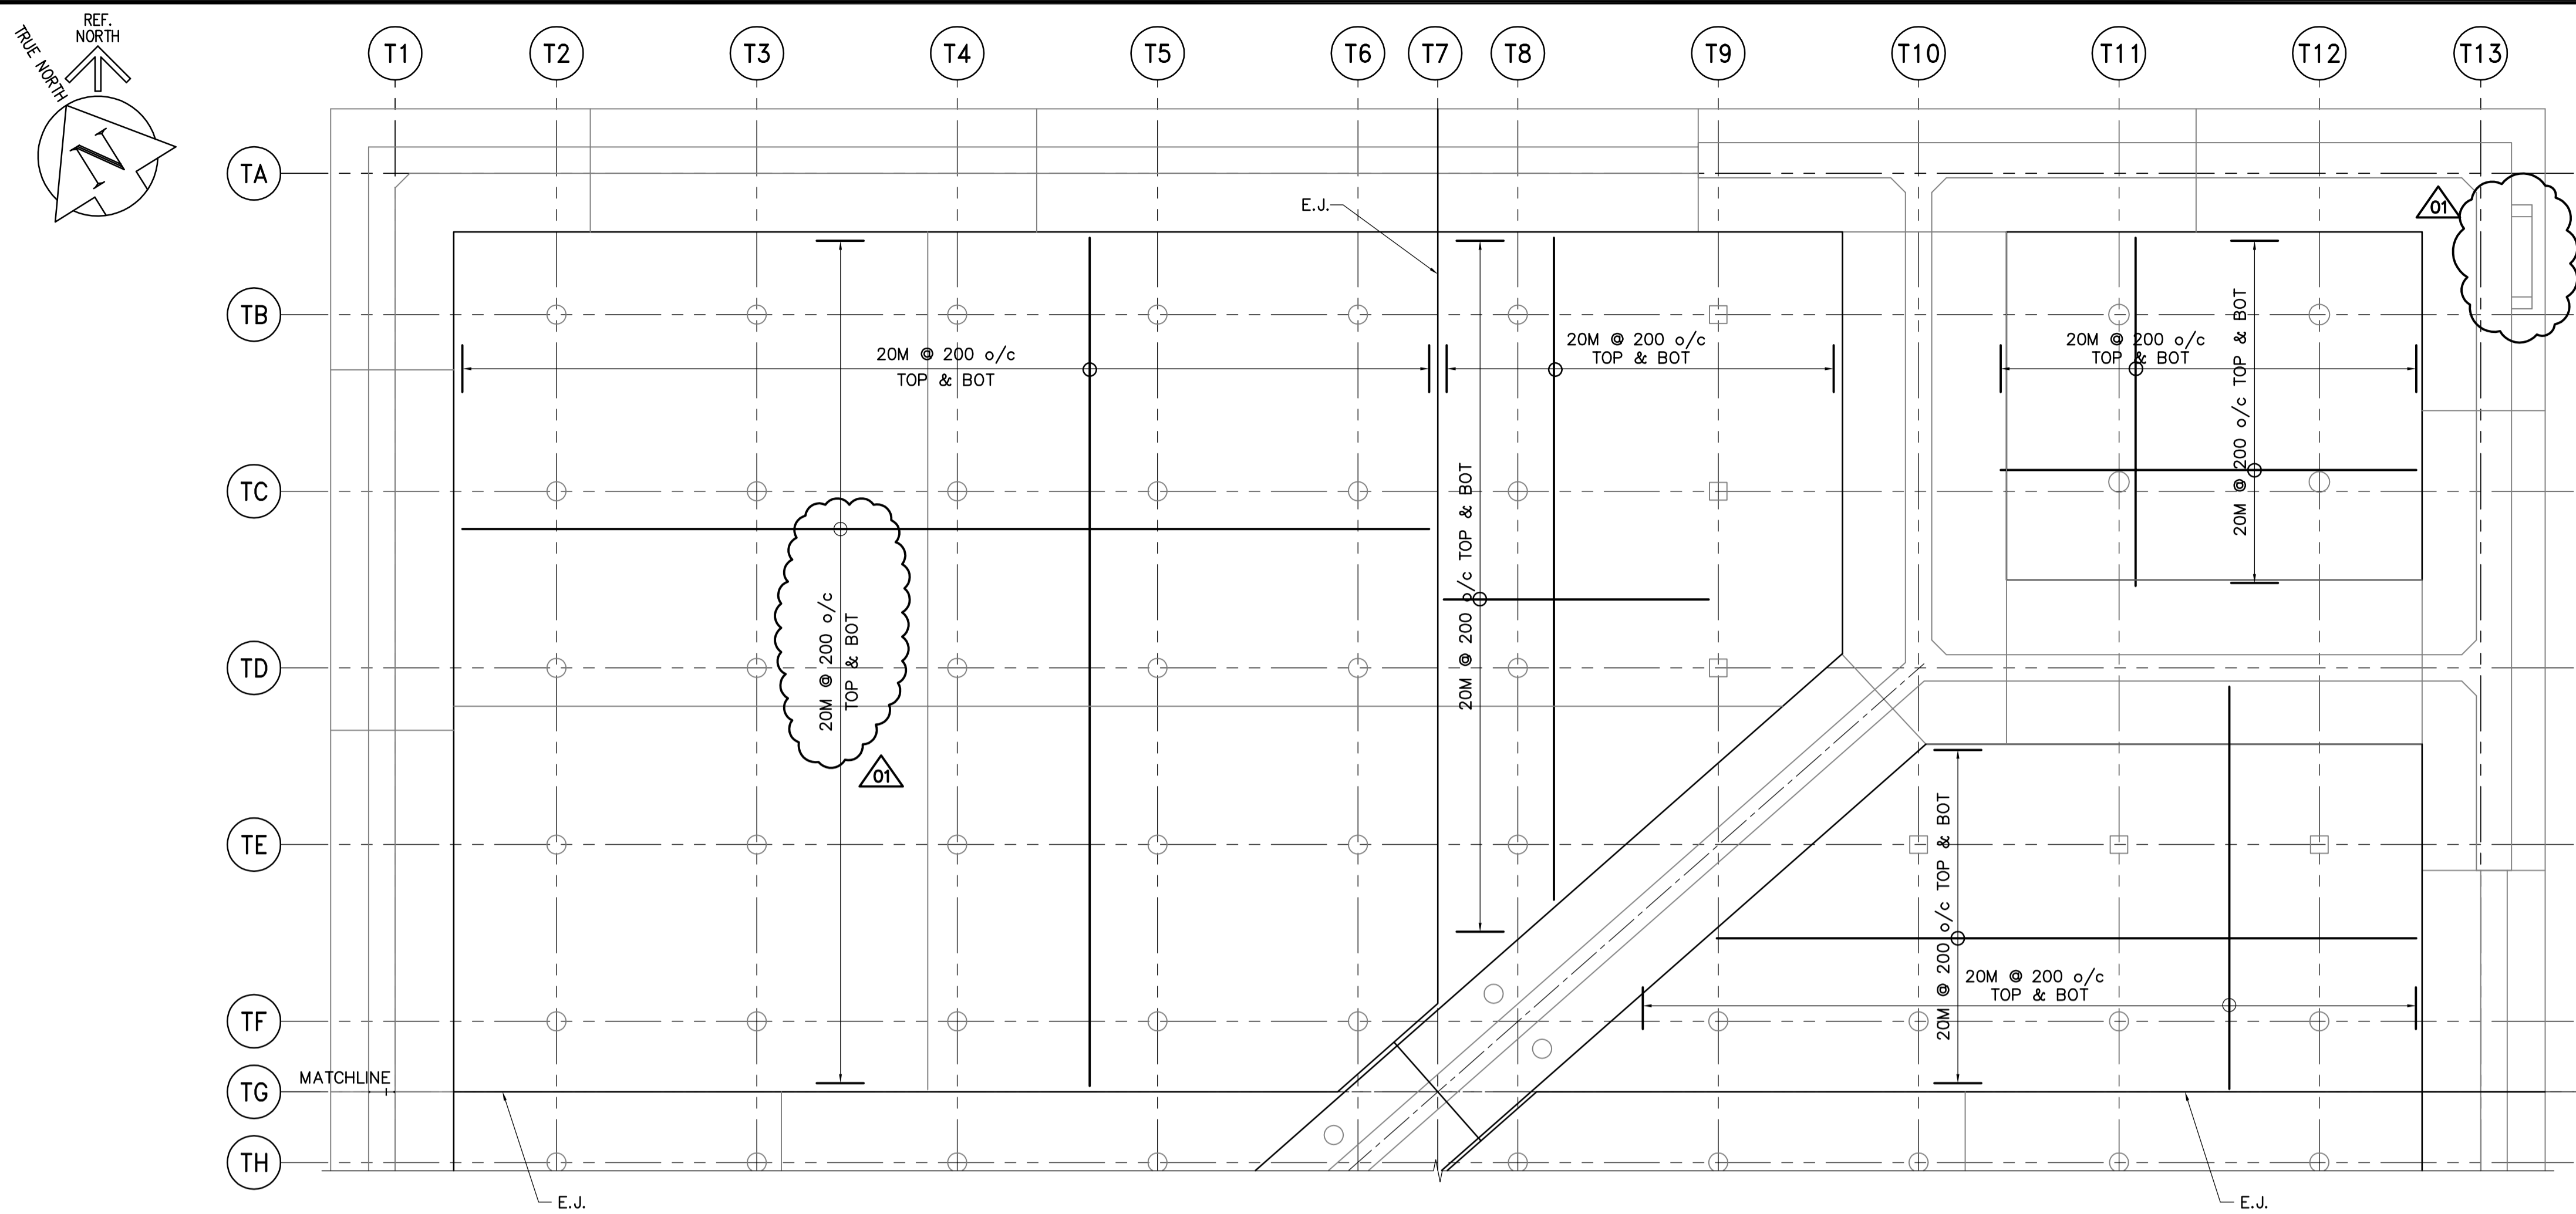 REF.
NORTH
TRUE NORTH
N
T1
T2
T3
T4
T5
T6
T7
T8
T9
T10
T11
T12
T13
TA
TB
TC
TD
TE
TF
TG
TH
E.J.
01
20M @ 200 o/c
TOP & BOT
20M @ 200 o/c
TOP & BOT
20M @ 200 o/c
TOP & BOT
20M @ 200 o/c TOP & BOT
20M @ 200 o/c TOP & BOT
20M @ 200 o/c
TOP & BOT
01
20M @ 200 o/c TOP & BOT
20M @ 200 o/c
TOP & BOT
MATCHLINE
E.J.
E.J.